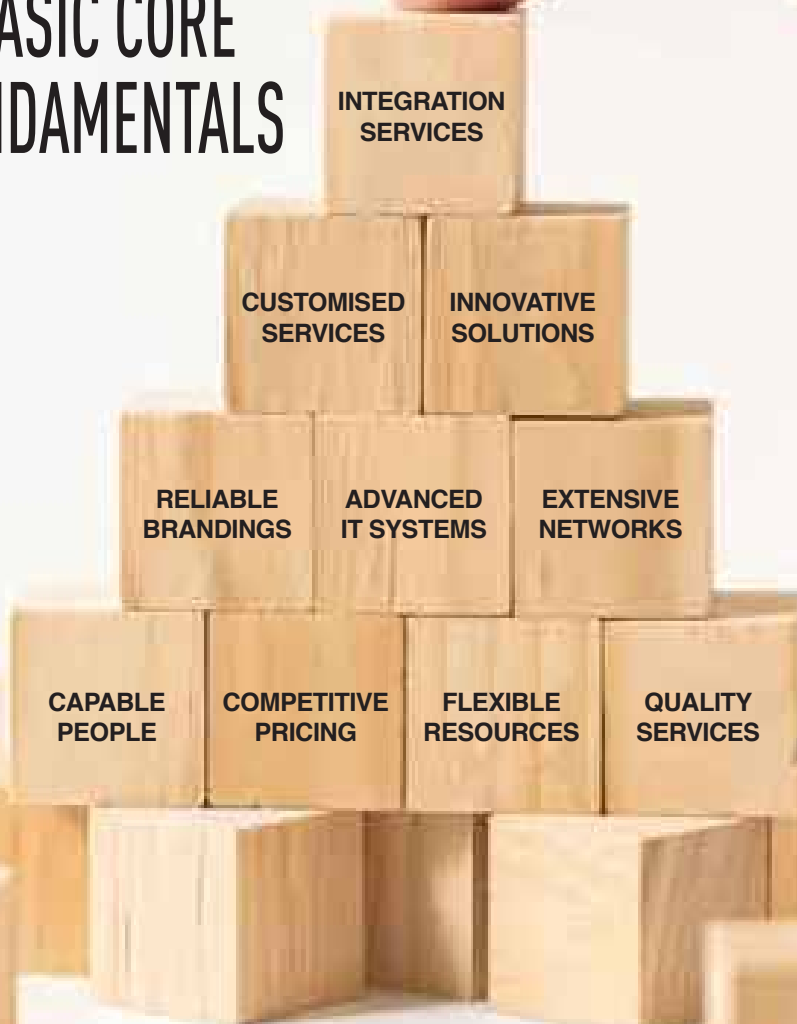 ASIC CORE
NDAMENTALS
INTEGRATION
SERVICES
CUSTOMISED
SERVICES
INNOVATIVE
SOLUTIONS
RELIABLE
BRANDINGS
ADVANCED
IT SYSTEMS
EXTENSIVE
NETWORKS
CAPABLE
PEOPLE
COMPETITIVE
PRICING
FLEXIBLE
RESOURCES
QUALITY
SERVICES